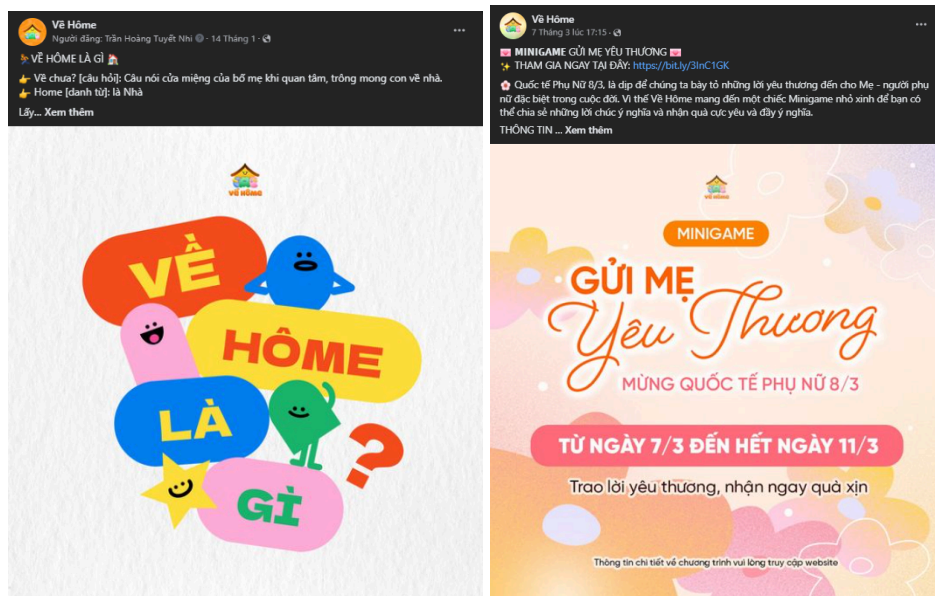 Về Hôme
Người đăng: Trần Hoàng Tuyết Nhi · 14 Tháng 1 ·
VỀ HÔME LÀ GÌ
Về chưa? [câu hỏi]: Câu nói cửa miệng của bố mẹ khi quan tâm, trông mong con về nhà.
Home [danh từ]: là Nhà
Lấy... Xem thêm
VỀ HÔME
VỀ
HÔME
LÀ
GÌ
?
Về Hôme
7 Tháng 3 lúc 17:15 ·
MINIGAME GỬI MẸ YÊU THƯƠNG
THAM GIA NGAY TẠI ĐÂY: https://bit.ly/3InC1GK
Quốc tế Phụ Nữ 8/3, là dịp để chúng ta bày tỏ những lời yêu thương đến cho Mẹ - người phụ
nữ đặc biệt trong cuộc đời. Vì thế Về Hôme mang đến một chiếc Minigame nhỏ xinh để bạn có
thể chia sẻ những lời chúc ý nghĩa và nhận quà cực yêu và đầy ý nghĩa.
THÔNG TIN ... Xem thêm
VỀ HÔME
MINIGAME
GỬI MẸ
Yêu Thương
MỪNG QUỐC TẾ PHỤ NỮ 8/3
TỪ NGÀY 7/3 ĐẾN HẾT NGÀY 11/3
Trao lời yêu thương, nhận ngay quà xịn
Thông tin chi tiết về chương trình vui lòng truy cập website